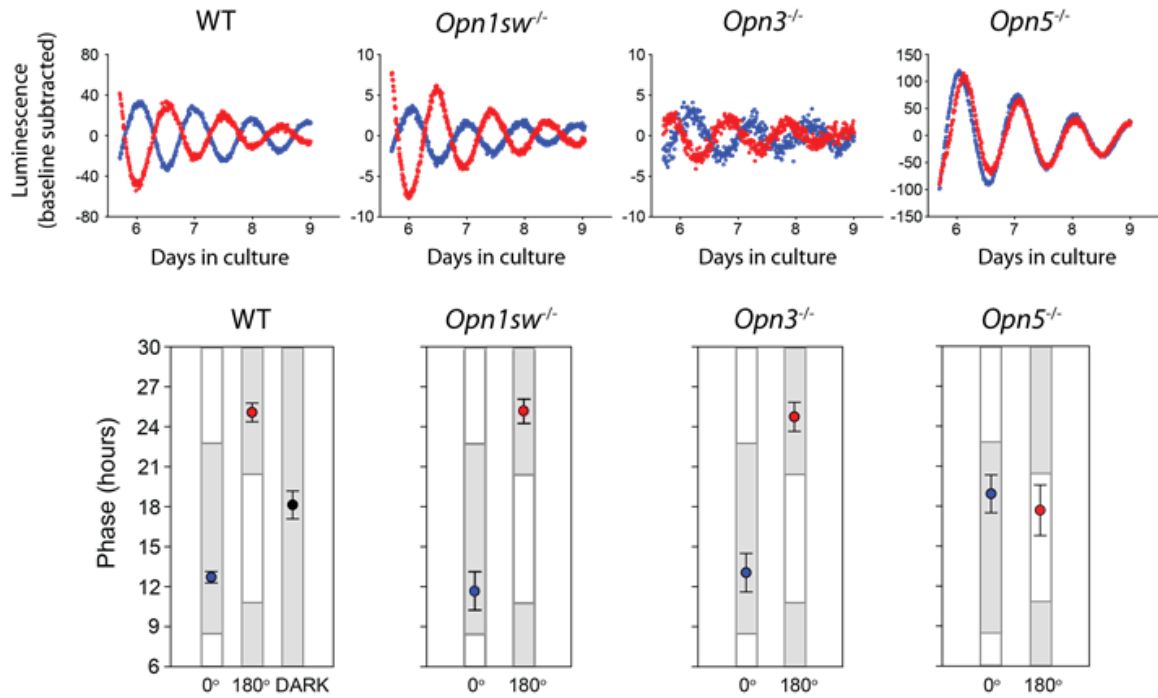 WT Opn1sw-/- Opn3-/- Opn5-/-
Luminescence
(baseline subtracted)
80 10 10 150
40 5 5 100
50
0 0 0 0
-50
-40 -5 -5 -100
-80 -10 -10 -150
6 7 8 9 6 7 8 9 6 7 8 9 6 7 8 9
Days in culture Days in culture Days in culture Days in culture
WT Opn1sw-/- Opn3-/- Opn5-/-
Phase (hours)
30
27
24
21
18
15
12
9
6
0° 180° DARK 0° 180° 0° 180° 0° 180°